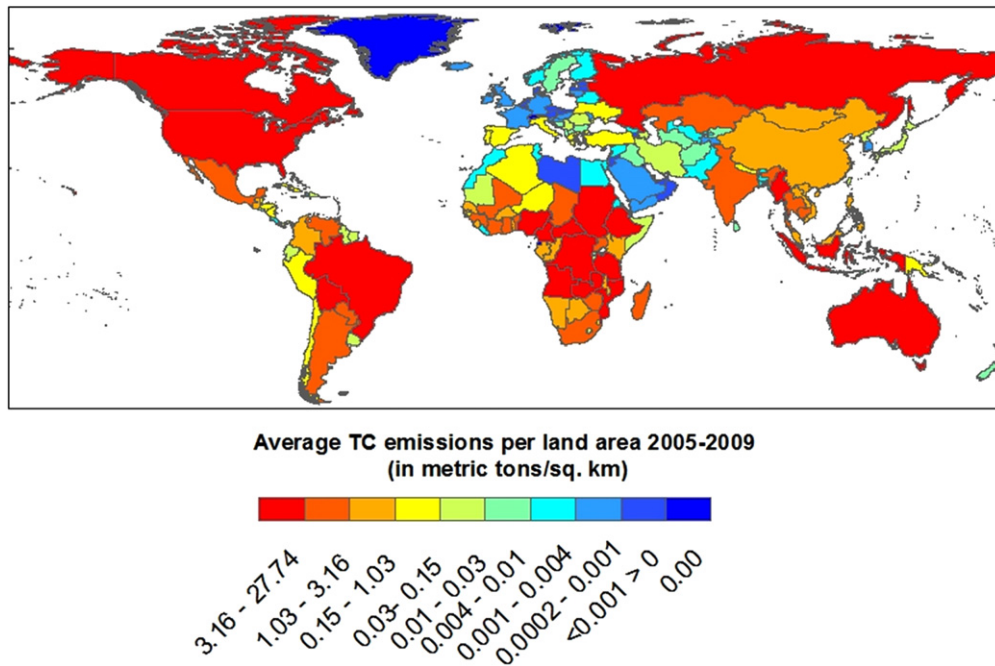 Average TC emissions per land area 2005-2009
(in metric tons/sq. km)
3.16 - 27.74
1.03 - 3.16
0.15 - 1.03
0.03- 0.15
0.01 - 0.03
0.004 - 0.01
0.001 - 0.004
0.0002 - 0.001
<0.001 > 0
0.00